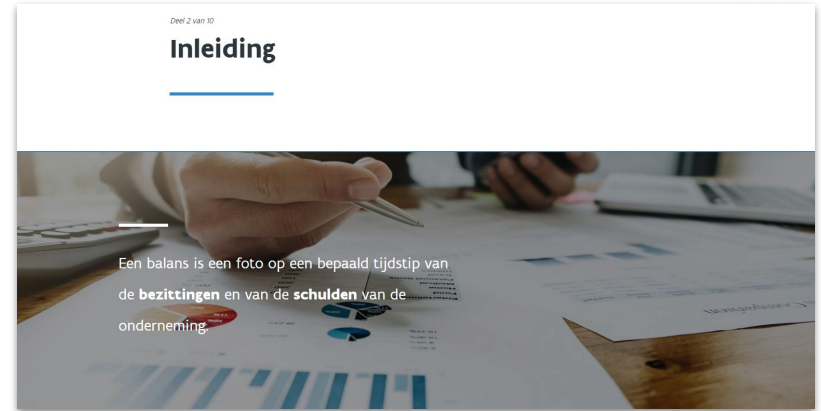 Deel 2 van 10
Inleiding
Een balans is een foto op een bepaald tijdstip van
de bezittingen en van de schulden van de
onderneming.